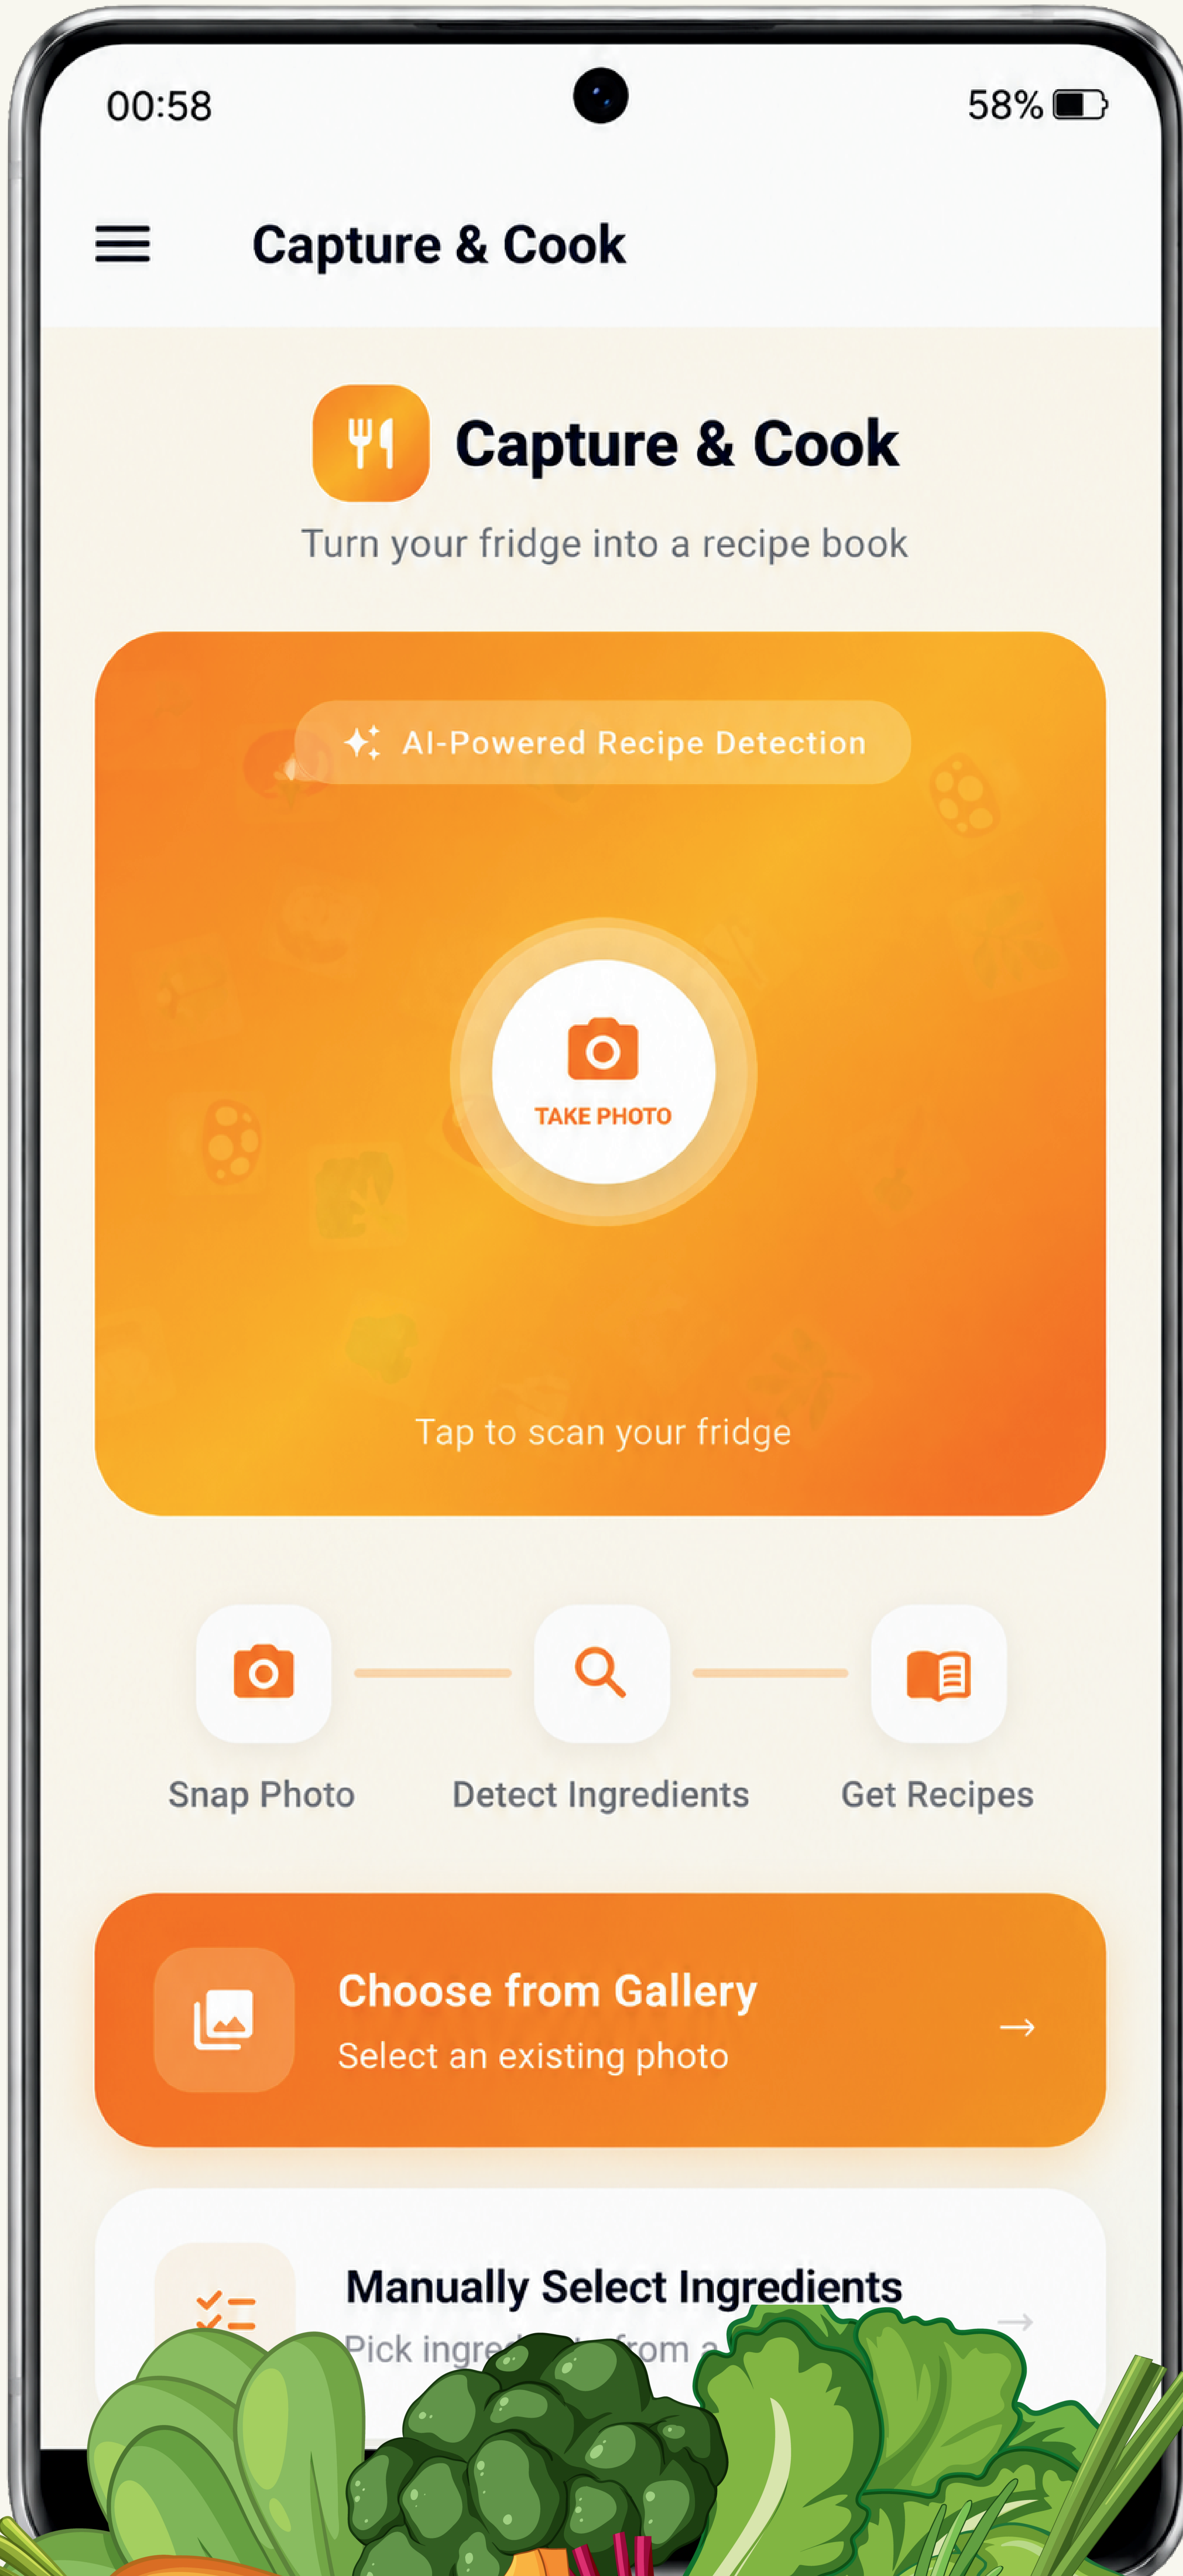 00:58
58%
Capture & Cook
Capture & Cook
Turn your fridge into a recipe book
AI-Powered Recipe Detection
TAKE PHOTO
Tap to scan your fridge
Snap Photo
Detect Ingredients
Get Recipes
Choose from Gallery
Select an existing photo
→
Manually Select Ingredients
→
Pick from a